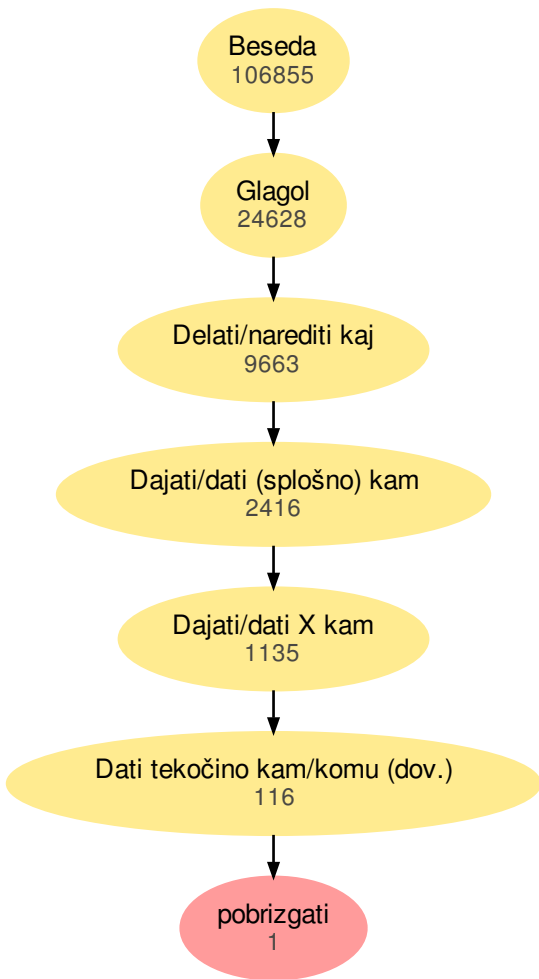 Beseda
106855
Glagol
24628
Delati/narediti kaj
9663
Dajati/dati (splošno) kam
2416
Dajati/dati X kam
1135
Dati tekočino kam/komu (dov.)
116
pobrizgati
1